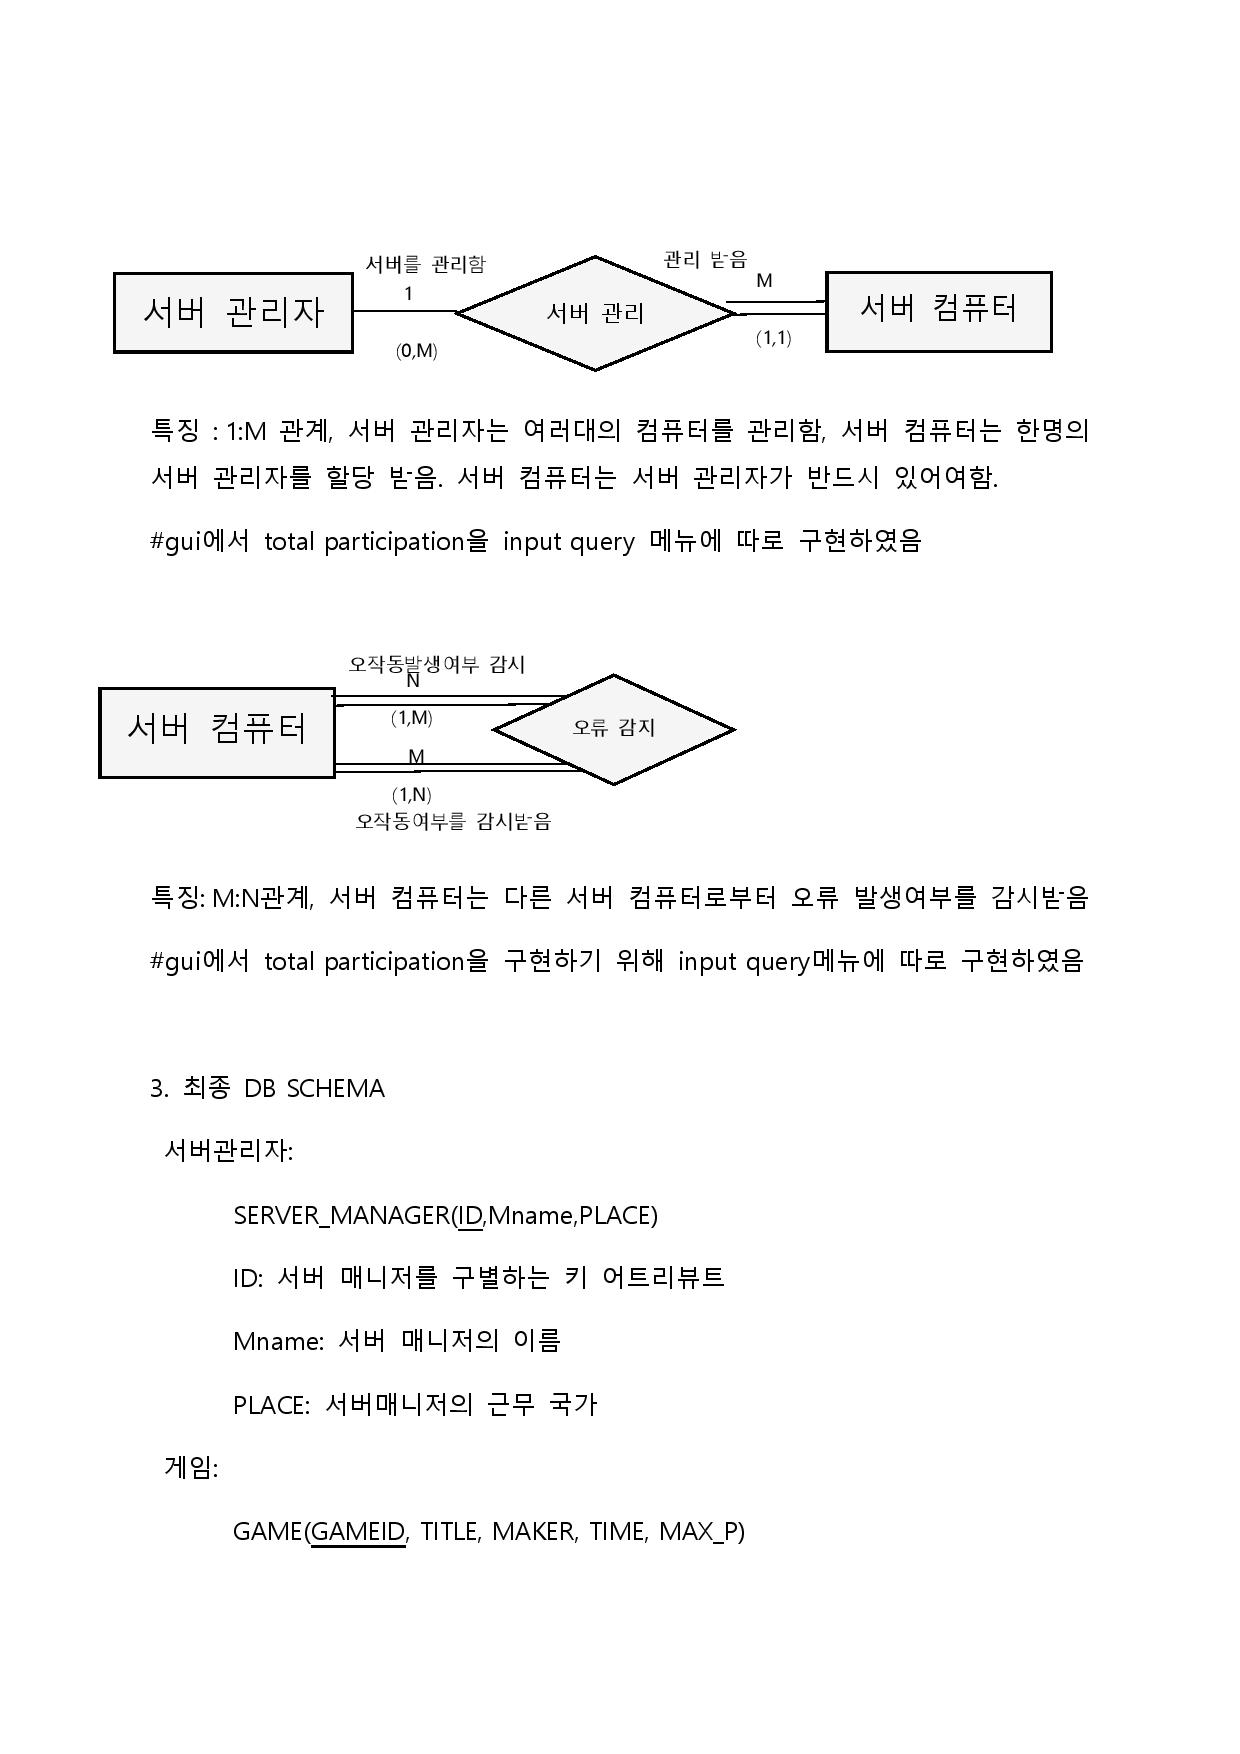 서버를 관리함
관리 받음
1
M
서버 관리자
서버 관리
서버 컴퓨터
(0,M)
(1,1)
특징 : 1:M 관계, 서버 관리자는 여러대의 컴퓨터를 관리함, 서버 컴퓨터는 한명의
서버 관리자를 할당 받음. 서버 컴퓨터는 서버 관리자가 반드시 있어여함.
#gui에서 total participation을 input query 메뉴에 따로 구현하였음
오작동발생여부 감시
N
(1,M)
서버 컴퓨터
오류 감지
M
(1,N)
오작동여부를 감시받음
특징: M:N관계, 서버 컴퓨터는 다른 서버 컴퓨터로부터 오류 발생여부를 감시받음
#gui에서 total participation을 구현하기 위해 input query메뉴에 따로 구현하였음
3. 최종 DB SCHEMA
서버관리자:
SERVER_MANAGER(ID,Mname,PLACE)
ID: 서버 매니저를 구별하는 키 어트리뷰트
Mname: 서버 매니저의 이름
PLACE: 서버매니저의 근무 국가
게임:
GAME(GAMEID, TITLE, MAKER, TIME, MAX_P)